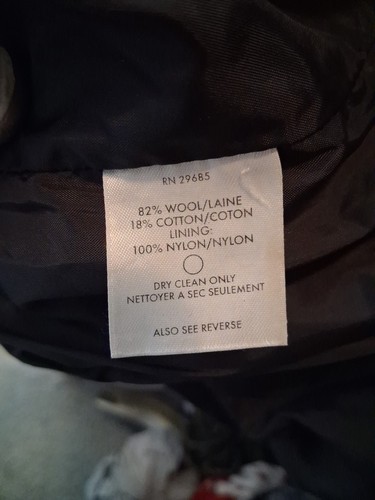 RN 29685
82% WOOL/LAINE
18% COTTON/COTON
LINING:
100% NYLON/NYLON
DRY CLEAN ONLY
NETTOYER A SEC SEULEMENT
ALSO SEE REVERSE